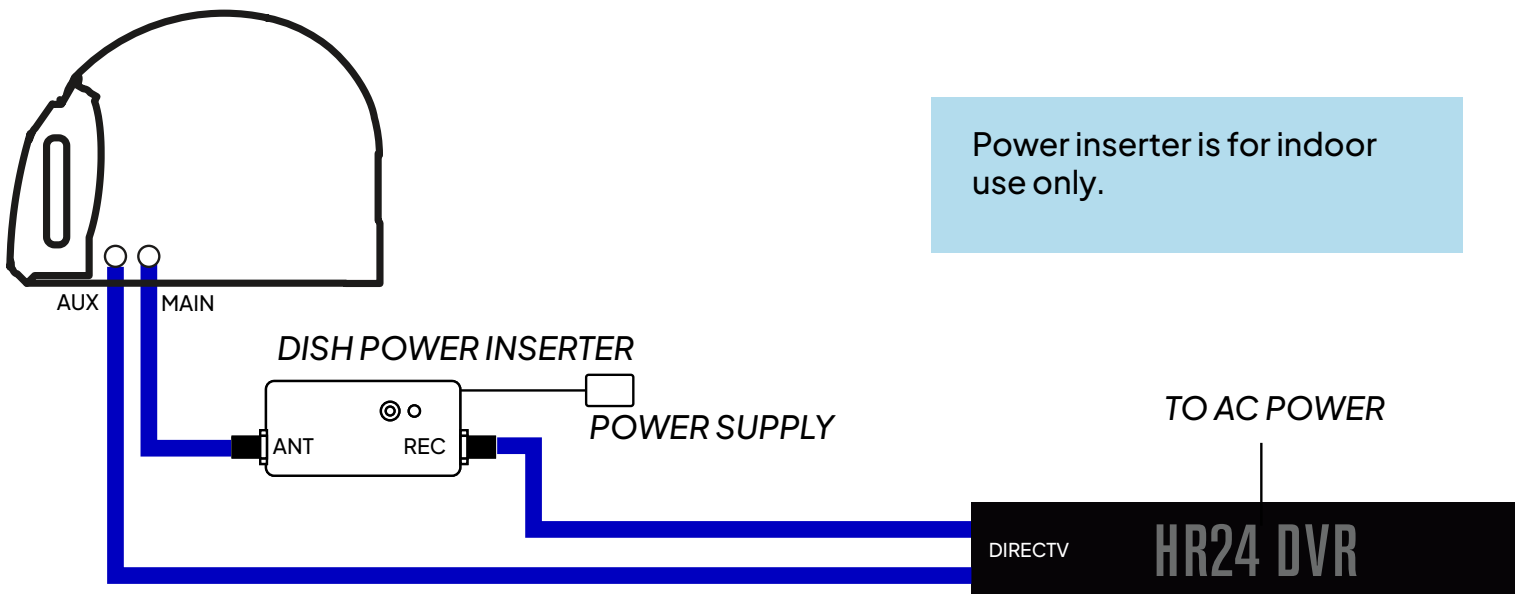 Power inserter is for indoor
use only.
AUX
MAIN
DISH POWER INSERTER
POWER SUPPLY
TO AC POWER
ANT
REC
DIRECTV
HR24 DVR